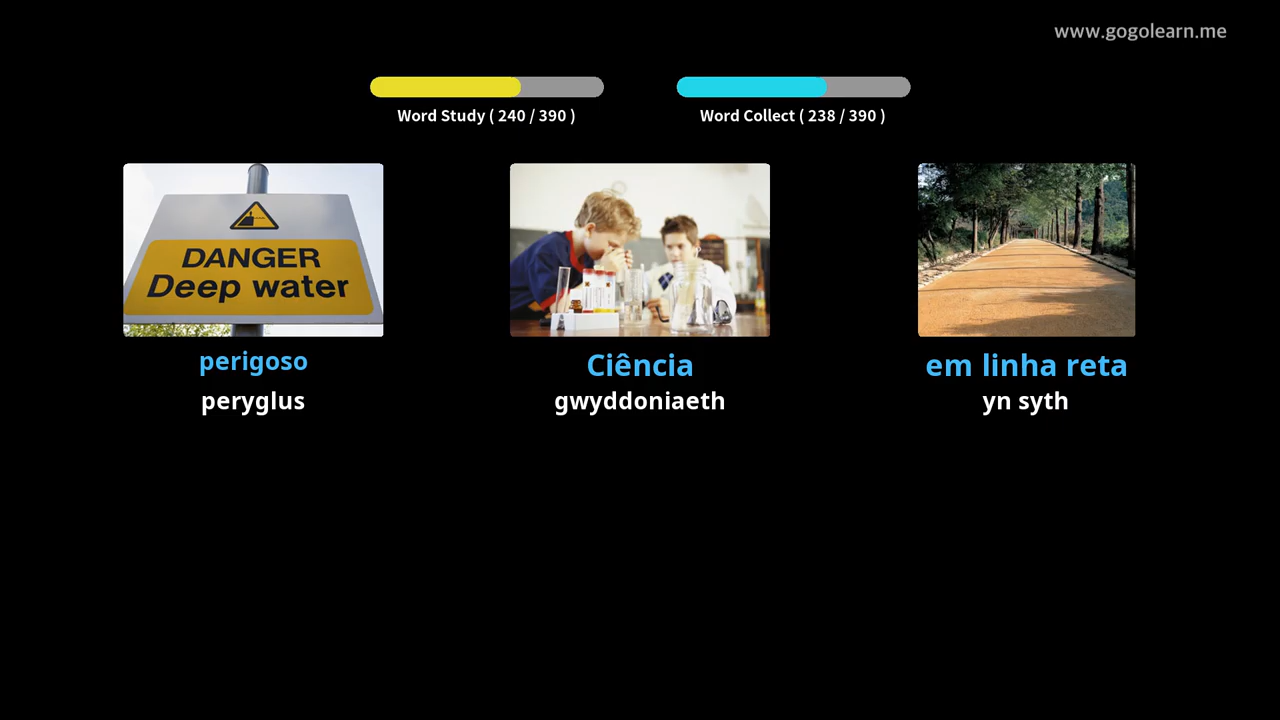 www.gogolearn.me
Word Study ( 240 / 390 )
Word Collect ( 238 / 390 )
DANGER
Deep water
perigoso
peryglus
Ciência
gwyddoniaeth
em linha reta
yn syth